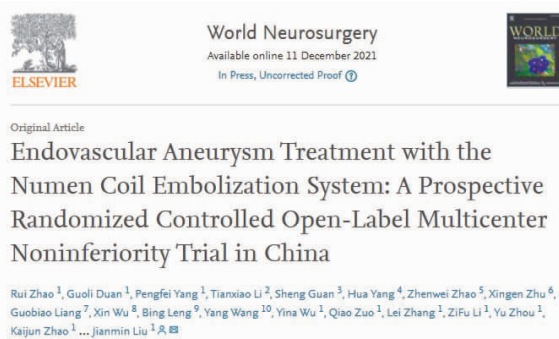 World Neurosurgery
Available online 11 December 2021
In Press, Uncorrected Proof ?
ELSEVIER
WORLD
NEUROSURGERY
Original Article
Endovascular Aneurysm Treatment with the
Numen Coil Embolization System: A Prospective
Randomized Controlled Open-Label Multicenter
Noninferiority Trial in China
Rui Zhao 1, Guoli Duan 1, Pengfei Yang 1, Tianxiao Li 2, Sheng Guan 3, Hua Yang 4, Zhenwei Zhao 5, Xingen Zhu 6,
Guobiao Liang 7, Xin Wu 8, Bing Leng 9, Yang Wang 10, Yina Wu 1, Qiao Zuo 1, Lei Zhang 1, ZiFu Li 1, Yu Zhou 1,
Kaijun Zhao 1 ... Jianmin Liu 1